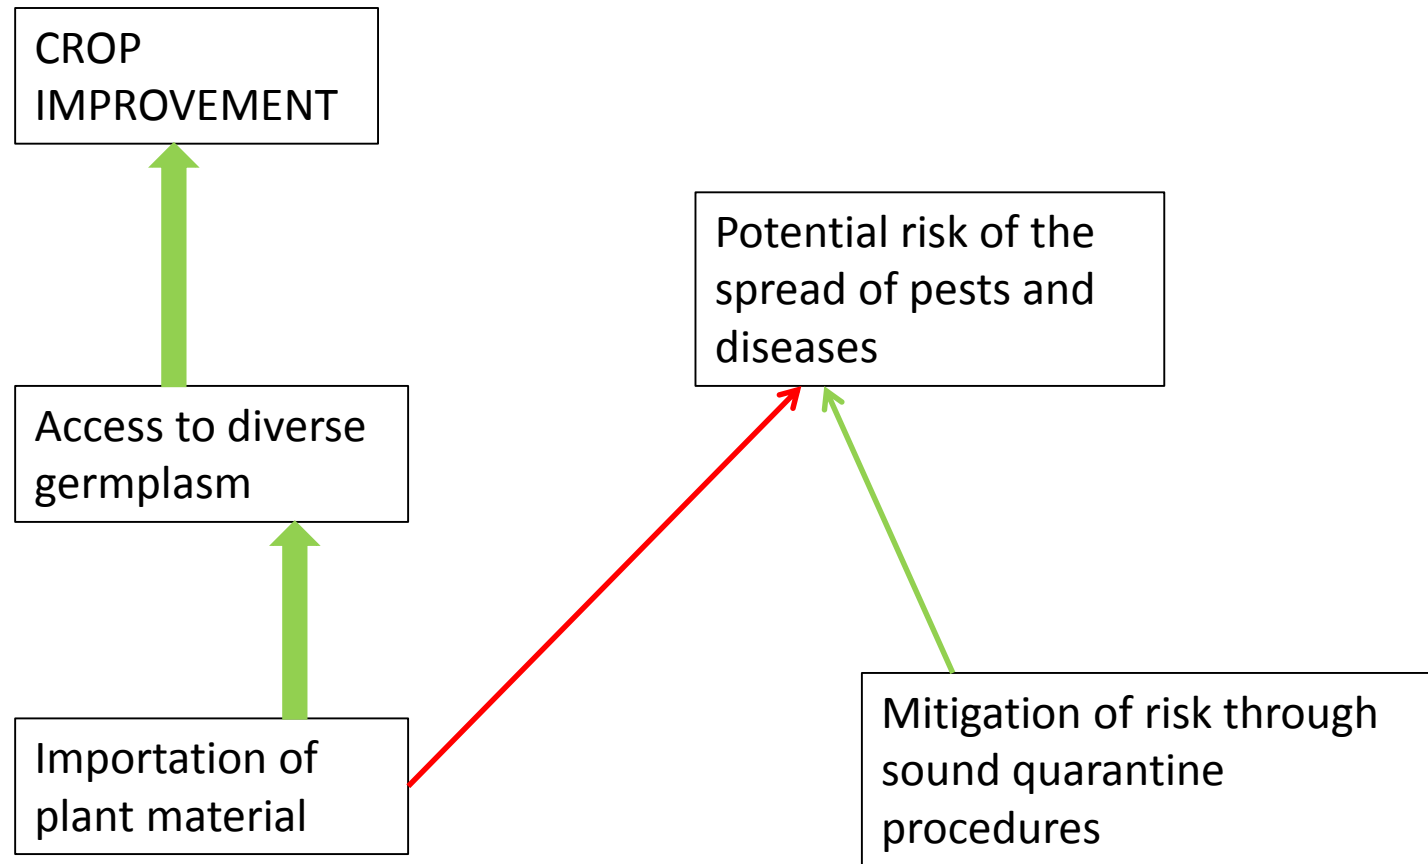 CROP
IMPROVEMENT
Potential risk of the
spread of pests and
diseases
Access to diverse
germplasm
Importation of
plant material
Mitigation of risk through
sound quarantine
procedures